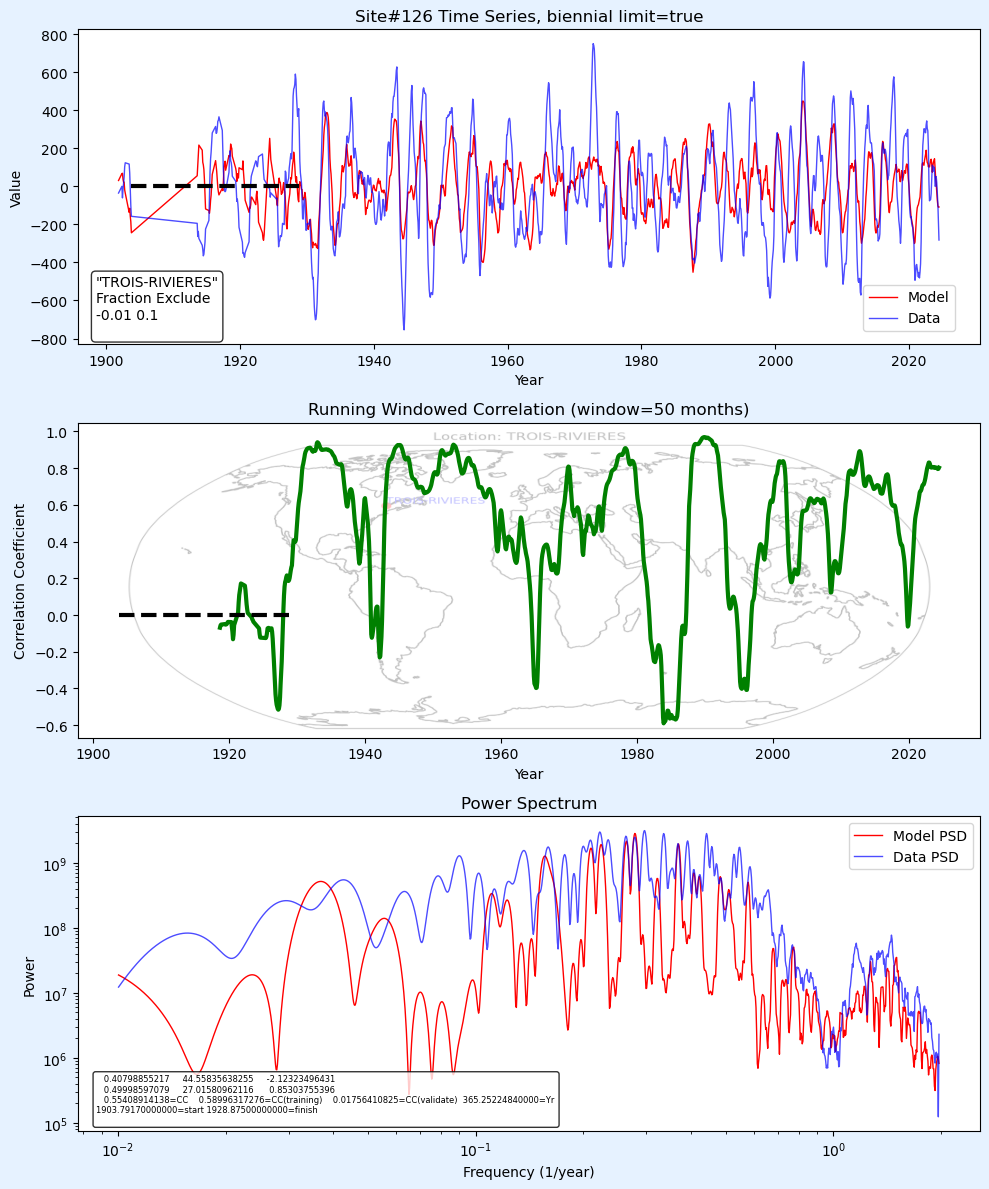 Site#126 Time Series, biennial limit=true
800
600
400
200
0
−200
−400
−600
−800
Value
"TROIS-RIVIERES"
Fraction Exclude
-0.01 0.1
Model
Data
1900
1920
1940
1960
1980
2000
2020
Year
Running Windowed Correlation (window=50 months)
Location: TROIS-RIVIERES
TROIS-RIVIERES
1.0
0.8
0.6
0.4
0.2
0.0
−0.2
−0.4
−0.6
Correlation Coefficient
1900
1920
1940
1960
1980
2000
2020
Year
Power Spectrum
Model PSD
Data PSD
10⁹
10⁸
10⁷
10⁶
10⁵
Power
0.40798855217 44.55835638255 -2.12323496431
0.49998597079 27.01580962116 0.85303755396
0.55408914138=CC 0.58996317276=CC(training) 0.01756410825=CC(validate) 365.25224840000=Yr
1903.79170000000=start 1928.87500000000=finish
10⁻²
10⁻¹
10⁰
Frequency (1/year)